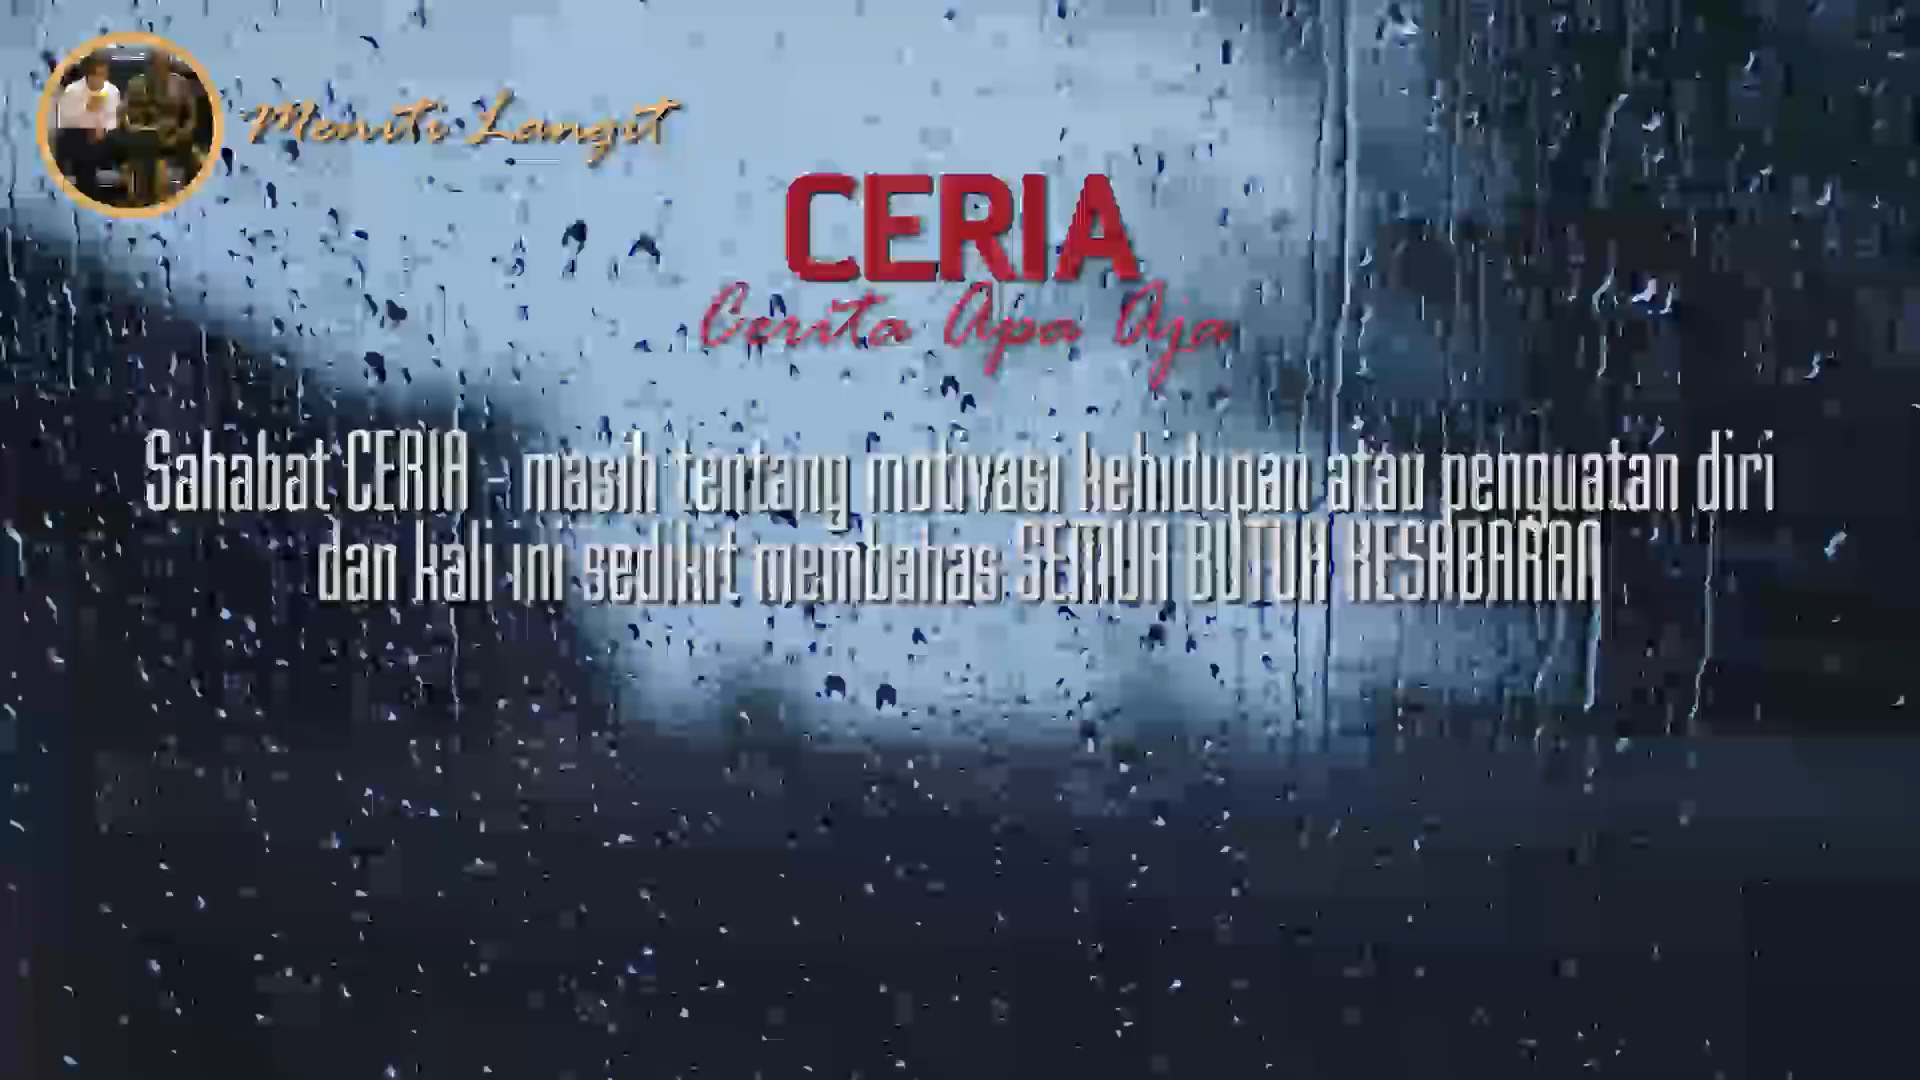 Meniti Langit
CERIA
Cerita Apa Aja
Sahabat CERIA - masih tentang motivasi kehidupan atau penguatan diri
dan kali ini sedikit membahas SEMUA BUTUH KESABARAN